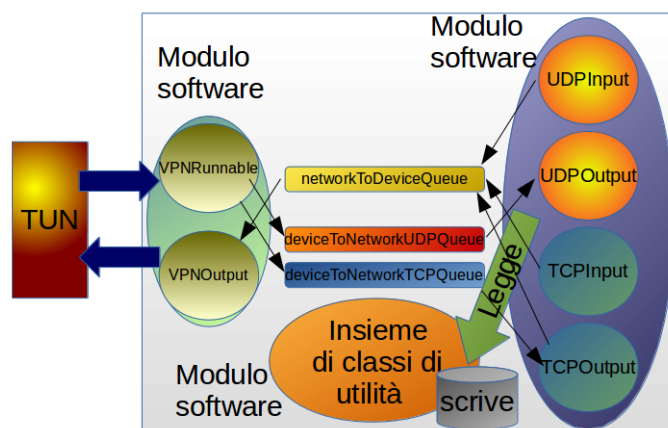 Modulo
software
Modulo
software
UDPInput
VPNRunnable
networkToDeviceQueue
UDPOutput
TUN
deviceToNetworkUDPQueue
VPNOutput
deviceToNetworkTCPQueue
Legge
TCPInput
Insieme
di classi di
utilità
Modulo
software
scrive
TCPOutput